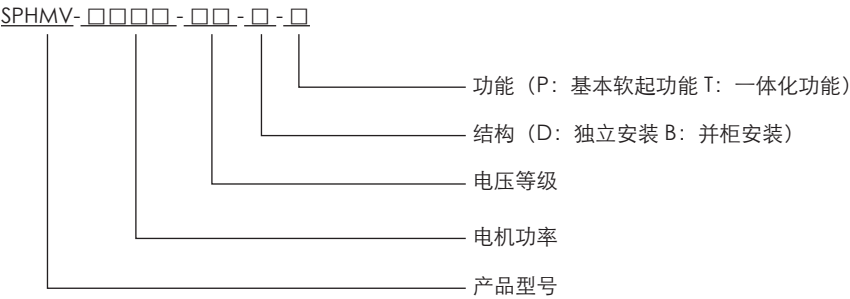 SPHMV-□□□□-□□-□-□
功能（P：基本软起功能 T：一体化功能）
结构（D：独立安装 B：并柜安装）
电压等级
电机功率
产品型号